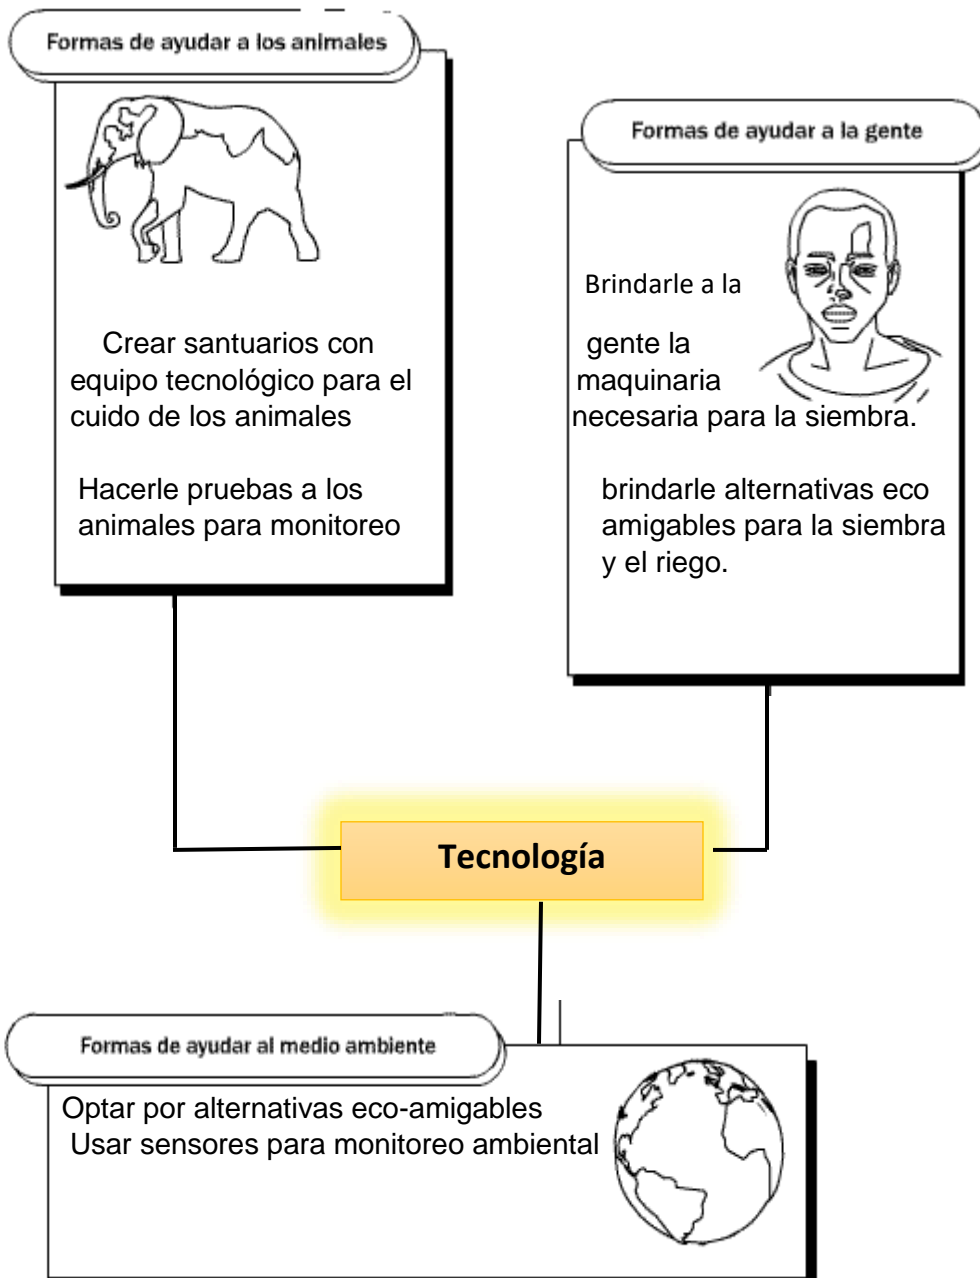 Formas de ayudar a los animales
Crear santuarios con
equipo tecnológico para el
cuido de los animales
Hacerle pruebas a los
animales para monitoreo
Formas de ayudar a la gente
Brindarle a la
gente la
maquinaria
necesaria para la siembra.
brindarle alternativas eco
amigables para la siembra
y el riego.
Tecnología
Formas de ayudar al medio ambiente
Optar por alternativas eco-amigables
Usar sensores para monitoreo ambiental